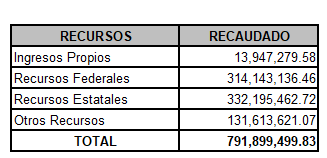 RECURSOS RECAUDADO
Ingresos Propios 13,947,279.58
Recursos Federales 314,143,136.46
Recursos Estatales 332,195,462.72
Otros Recursos 131,613,621.07
TOTAL 791,899,499.83